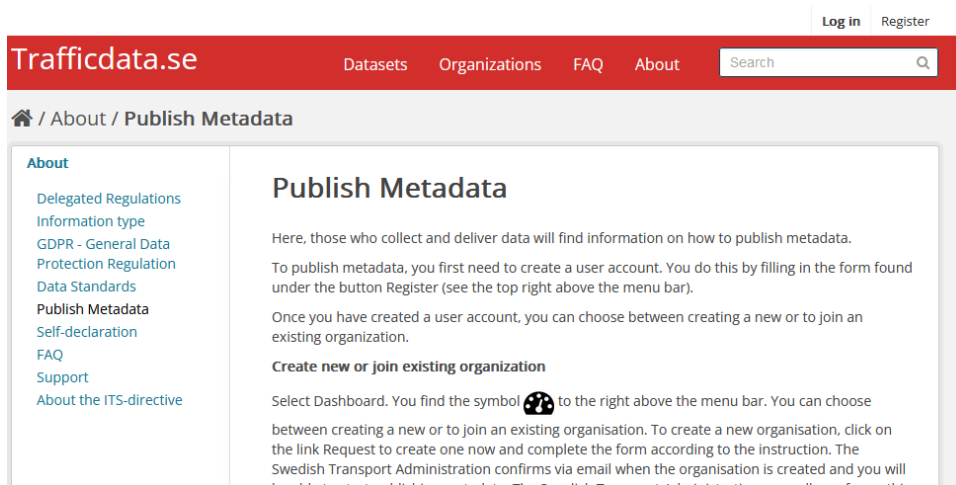 Log in Register
Trafficdata.se Datasets Organizations FAQ About Search
/ About / Publish Metadata
About
Delegated Regulations
Information type
GDPR - General Data
Protection Regulation
Data Standards
Publish Metadata
Self-declaration
FAQ
Support
About the ITS-directive
Publish Metadata
Here, those who collect and deliver data will find information on how to publish metadata.
To publish metadata, you first need to create a user account. You do this by filling in the form found
under the button Register (see the top right above the menu bar).
Once you have created a user account, you can choose between creating a new or to join an
existing organization.
Create new or join existing organization
Select Dashboard. You find the symbol to the right above the menu bar. You can choose
between creating a new or to join an existing organisation. To create a new organisation, click on
the link Request to create one now and complete the form according to the instruction. The
Swedish Transport Administration confirms via email when the organisation is created and you will